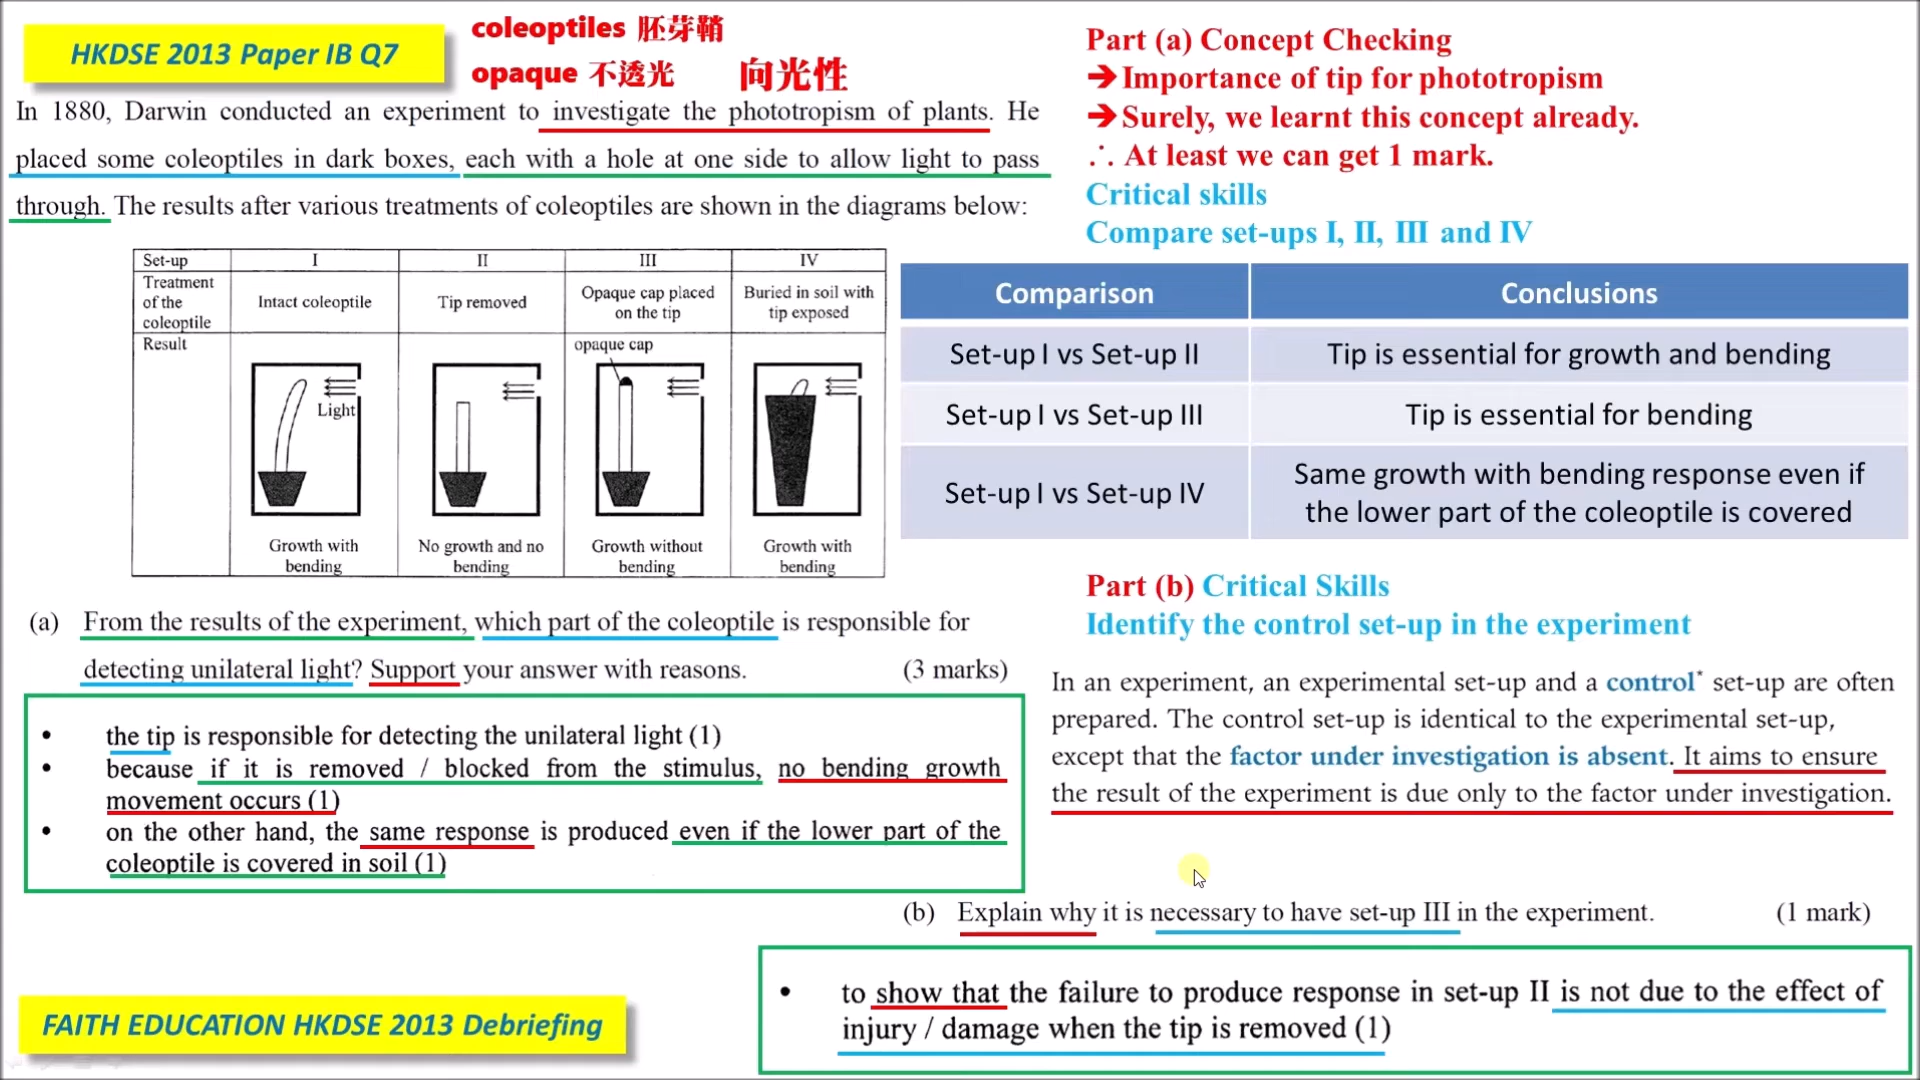 HKDSE 2013 Paper IB Q7
coleoptiles 胚芽鞘
opaque 不透光 向光性
In 1880, Darwin conducted an experiment to investigate the phototropism of plants. He
placed some coleoptiles in dark boxes, each with a hole at one side to allow light to pass
through. The results after various treatments of coleoptiles are shown in the diagrams below:
Set-up I II III IV
Treatment of the coleoptile
Intact coleoptile
Tip removed
Opaque cap placed
on the tip
Buried in soil with
tip exposed
Result
opaque cap
Light
Growth with
bending
No growth and no
bending
Growth without
bending
Growth with
bending
(a) From the results of the experiment, which part of the coleoptile is responsible for
detecting unilateral light? Support your answer with reasons. (3 marks)
• the tip is responsible for detecting the unilateral light (1)
• because if it is removed / blocked from the stimulus, no bending growth
movement occurs (1)
• on the other hand, the same response is produced even if the lower part of the
coleoptile is covered in soil (1)
FAITH EDUCATION HKDSE 2013 Debriefing
Part (a) Concept Checking
➔ Importance of tip for phototropism
➔ Surely, we learnt this concept already.
∴ At least we can get 1 mark.
Critical skills
Compare set-ups I, II, III and IV
Comparison Conclusions
Set-up I vs Set-up II Tip is essential for growth and bending
Set-up I vs Set-up III Tip is essential for bending
Set-up I vs Set-up IV Same growth with bending response even if
the lower part of the coleoptile is covered
Part (b) Critical Skills
Identify the control set-up in the experiment
In an experiment, an experimental set-up and a control* set-up are often
prepared. The control set-up is identical to the experimental set-up,
except that the factor under investigation is absent. It aims to ensure
the result of the experiment is due only to the factor under investigation.
(b) Explain why it is necessary to have set-up III in the experiment. (1 mark)
• to show that the failure to produce response in set-up II is not due to the effect of
injury / damage when the tip is removed (1)